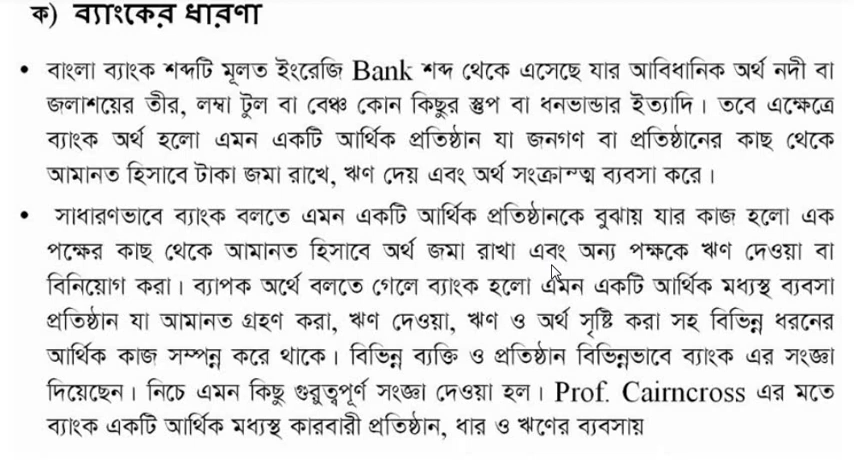 ক) ব্যাংকের ধারণা
• বাংলা ব্যাংক শব্দটি মূলত ইংরেজি Bank শব্দ থেকে এসেছে যার আবিধানিক অর্থ নদী বা
জলাশয়ের তীর, লম্বা টুল বা বেঞ্চ কোন কিছুর স্তুপ বা ধনভান্ডার ইত্যাদি। তবে এক্ষেত্রে
ব্যাংক অর্থ হলো এমন একটি আর্থিক প্রতিষ্ঠান যা জনগণ বা প্রতিষ্ঠানের কাছ থেকে
আমানত হিসাবে টাকা জমা রাখে, ঋণ দেয় এবং অর্থ সংক্রান্ত ব্যবসা করে।
• সাধারণভাবে ব্যাংক বলতে এমন একটি আর্থিক প্রতিষ্ঠানকে বুঝায় যার কাজ হলো এক
পক্ষের কাছ থেকে আমানত হিসাবে অর্থ জমা রাখা এবং অন্য পক্ষকে ঋণ দেওয়া বা
বিনিয়োগ করা। ব্যাপক অর্থে বলতে গেলে ব্যাংক হলো এমন একটি আর্থিক মধ্যস্থ ব্যবসা
প্রতিষ্ঠান যা আমানত গ্রহণ করা, ঋণ দেওয়া, ঋণ ও অর্থ সৃষ্টি করা সহ বিভিন্ন ধরনের
আর্থিক কাজ সম্পন্ন করে থাকে। বিভিন্ন ব্যক্তি ও প্রতিষ্ঠান বিভিন্নভাবে ব্যাংক এর সংজ্ঞা
দিয়েছেন। নিচে এমন কিছু গুরুত্বপূর্ণ সংজ্ঞা দেওয়া হল। Prof. Cairncross এর মতে
ব্যাংক একটি আর্থিক মধ্যস্থ কারবারী প্রতিষ্ঠান, ধার ও ঋণের ব্যবসায়